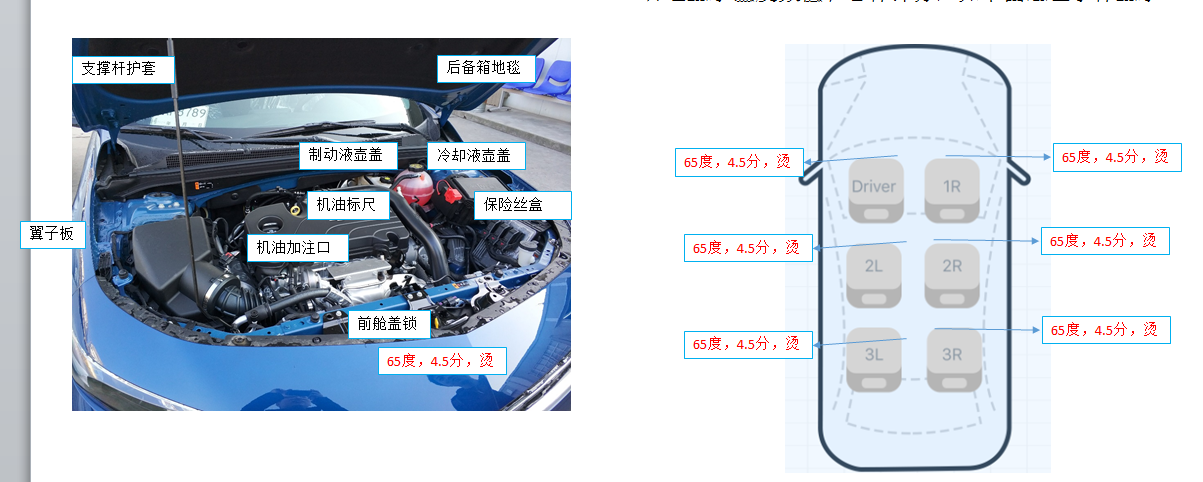 支撑杆护套
后备箱地毯
制动液壶盖
冷却液壶盖
机油标尺
保险丝盒
翼子板
机油加注口
前舱盖锁
65度，4.5分，烫
65度，4.5分，烫
65度，4.5分，烫
Driver
1R
65度，4.5分，烫
65度，4.5分，烫
2L
2R
65度，4.5分，烫
65度，4.5分，烫
3L
3R